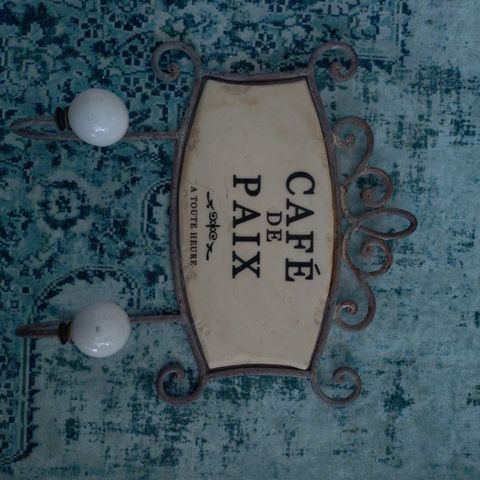 CAFÉ
DE
PAIX
A TOUTE HEURE